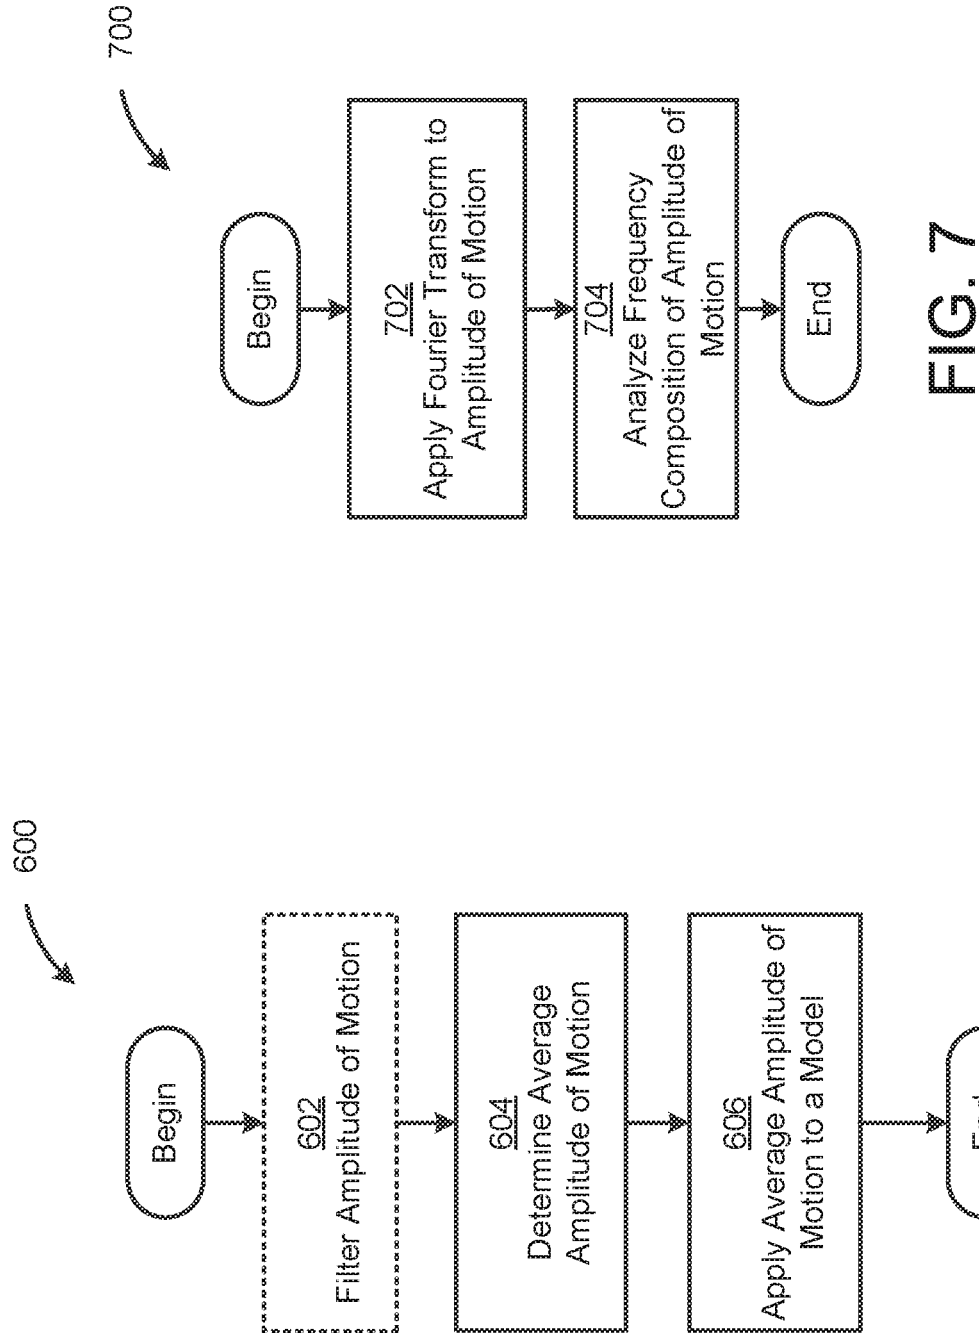 600
Begin
602
Filter Amplitude of Motion
604
Determine Average
Amplitude of Motion
606
Apply Average Amplitude of
Motion to a Model
700
Begin
702
Apply Fourier Transform to
Amplitude of Motion
704
Analyze Frequency
Composition of Amplitude of
Motion
End
FIG. 7